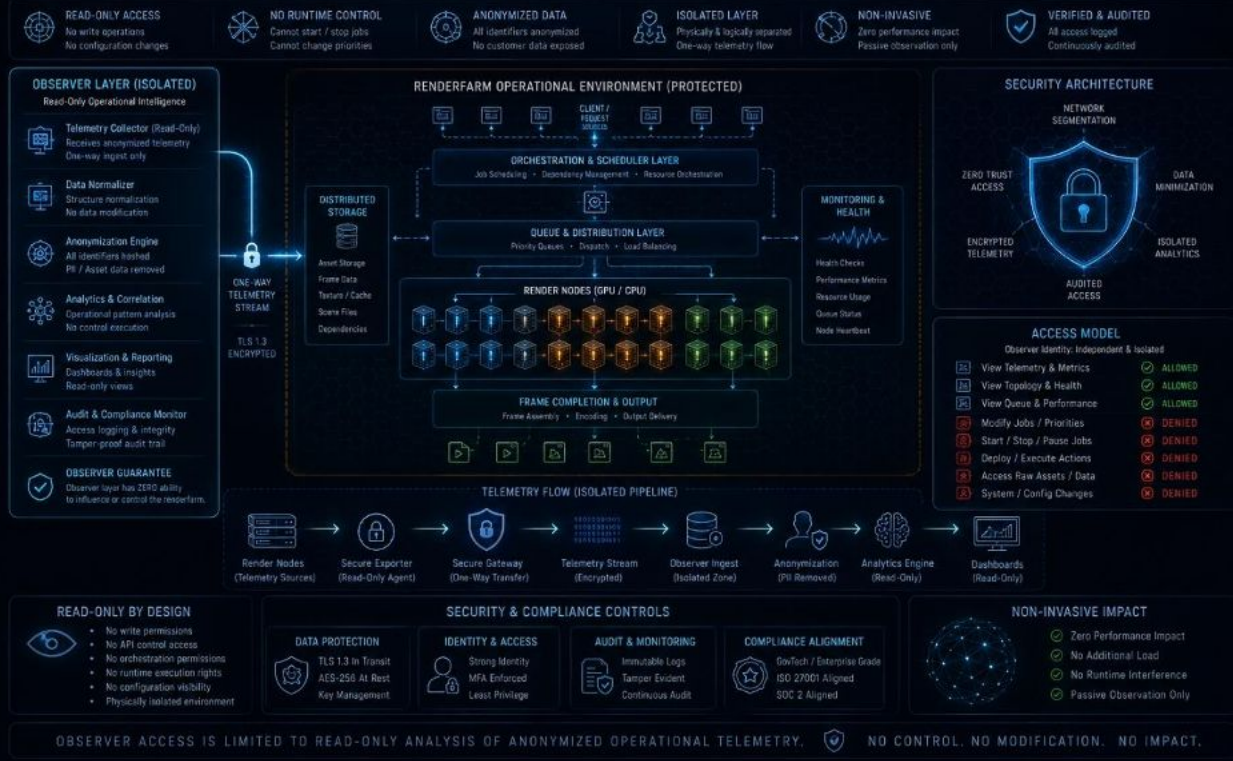 READ-ONLY ACCESS
No write operations
No configuration changes
NO RUNTIME CONTROL
Cannot start / stop jobs
Cannot change priorities
ANONYMIZED DATA
All identifiers anonymized
No customer data exposed
ISOLATED LAYER
Physically & logically separated
One-way telemetry flow
NON-INVASIVE
Zero performance impact
Passive observation only
VERIFIED & AUDITED
All access logged
Continuously audited
OBSERVER LAYER (ISOLATED)
Read-Only Operational Intelligence
Telemetry Collector (Read-Only)
Receives anonymized telemetry
One-way ingest only
Data Normalizer
Structure normalization
No data modification
Anonymization Engine
All identifiers hashed
PII / Asset data removed
Analytics & Correlation
Operational pattern analysis
No control execution
Visualization & Reporting
Dashboards & insights
Read-only views
Audit & Compliance Monitor
Access logging & integrity
Tamper-proof audit trail
OBSERVER GUARANTEE
Observer layer has ZERO ability
to influence or control the renderfarm.
ONE-WAY
TELEMETRY
STREAM
TLS 1.3
ENCRYPTED
RENDERFARM OPERATIONAL ENVIRONMENT (PROTECTED)
CLIENT /
REQUEST
SOURCES
ORCHESTRATION & SCHEDULER LAYER
Job Scheduling • Dependency Management • Resource Orchestration
DISTRIBUTED
STORAGE
Asset Storage
Frame Data
Texture / Cache
Scene Files
Dependencies
QUEUE & DISTRIBUTION LAYER
Priority Queues • Dispatch • Load Balancing
RENDER NODES (GPU / CPU)
MONITORING &
HEALTH
Health Checks
Performance Metrics
Resource Usage
Queue Status
Node Heartbeat
FRAME COMPLETION & OUTPUT
Frame Assembly • Encoding • Output Delivery
SECURITY ARCHITECTURE
NETWORK
SEGMENTATION
ZERO TRUST
ACCESS
DATA
MINIMIZATION
ENCRYPTED
TELEMETRY
ISOLATED
ANALYTICS
AUDITED
ACCESS
ACCESS MODEL
Observer Identity: Independent & Isolated
View Telemetry & Metrics ALLOWED
View Topology & Health ALLOWED
View Queue & Performance ALLOWED
Modify Jobs / Priorities DENIED
Start / Stop / Pause Jobs DENIED
Deploy / Execute Actions DENIED
Access Raw Assets / Data DENIED
System / Config Changes DENIED
TELEMETRY FLOW (ISOLATED PIPELINE)
Render Nodes
(Telemetry Sources)
Secure Exporter
(Read-Only Agent)
Secure Gateway
(One-Way Transfer)
Telemetry Stream
(Encrypted)
Observer Ingest
(Isolated Zone)
Anonymization
(PII Removed)
Analytics Engine
(Read-Only)
Dashboards
(Read-Only)
READ-ONLY BY DESIGN
• No write permissions
• No API control access
• No orchestration permissions
• No runtime execution rights
• No configuration visibility
• Physically isolated environment
SECURITY & COMPLIANCE CONTROLS
DATA PROTECTION
TLS 1.3 In Transit
AES-256 At Rest
Key Management
IDENTITY & ACCESS
Strong Identity
MFA Enforced
Least Privilege
AUDIT & MONITORING
Immutable Logs
Tamper Evident
Continuous Audit
COMPLIANCE ALIGNMENT
GovTech / Enterprise Grade
ISO 27001 Aligned
SOC 2 Aligned
NON-INVASIVE IMPACT
Zero Performance Impact
No Additional Load
No Runtime Interference
Passive Observation Only
OBSERVER ACCESS IS LIMITED TO READ-ONLY ANALYSIS OF ANONYMIZED OPERATIONAL TELEMETRY. NO CONTROL. NO MODIFICATION. NO IMPACT.